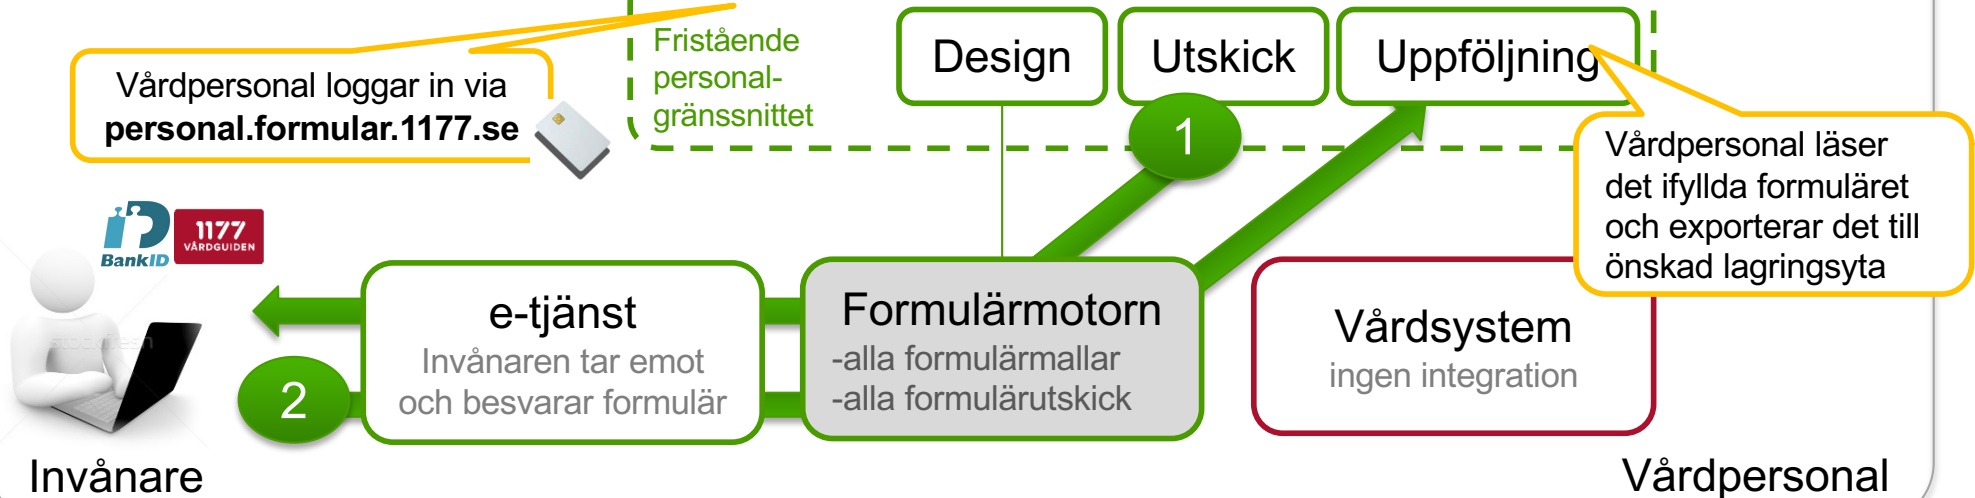 Vårdpersonal loggar in via
personal.formular.1177.se
Fristående
personal-
gränssnittet
Design
Utskick
Uppföljning
1
Vårdpersonal läser
det ifyllda formuläret
och exporterar det till
önskad lagringsyta
BankID
1177
VÅRDGUIDEN
e-tjänst
Invånaren tar emot
och besvarar formulär
2
Formulärmotorn
-alla formulärmallar
-alla formulärutskick
Vårdsystem
ingen integration
Invånare
Vårdpersonal